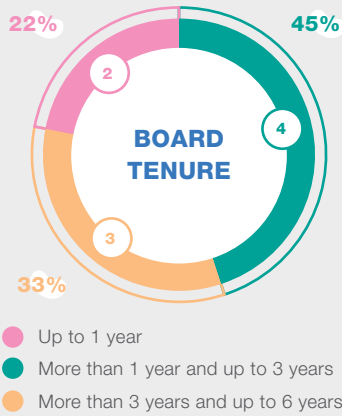 22%
45%
2
4
BOARD
TENURE
3
33%
Up to 1 year
More than 1 year and up to 3 years
More than 3 years and up to 6 years